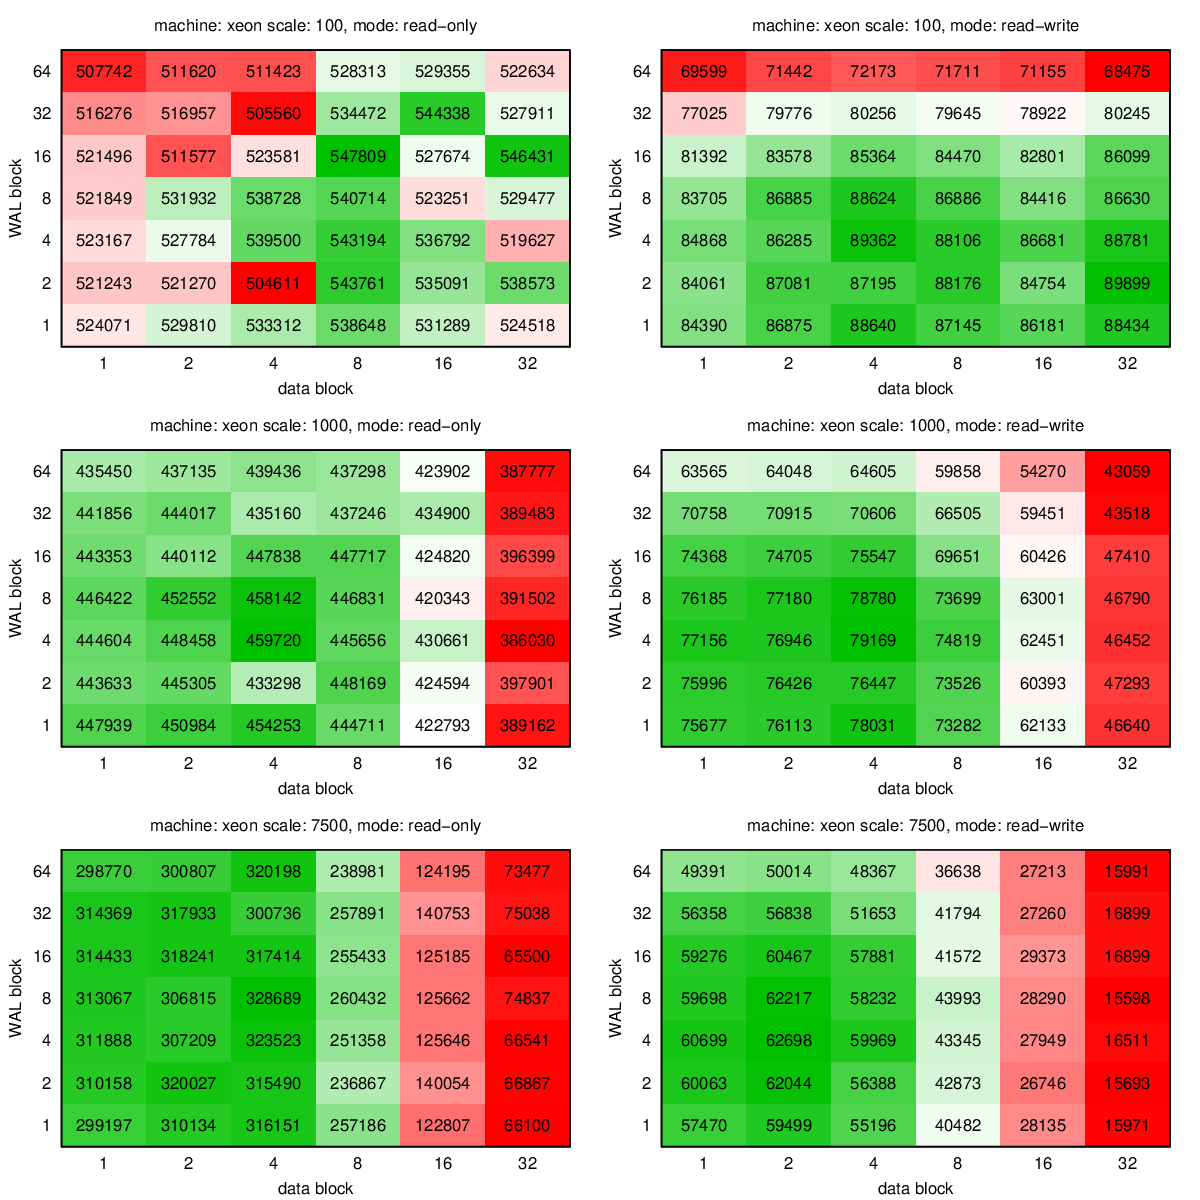 machine: xeon scale: 100, mode: read−only
64 507742 511620 511423 528313 529355 522634
32 516276 516957 505560 534472 544338 527911
16 521496 511577 523581 547809 527674 546431
8 521849 531932 538728 540714 523251 529477
4 523167 527784 539500 543194 536792 519627
2 521243 521270 504611 543761 535091 538573
1 524071 529810 533312 538648 531289 524518
WAL block
1 2 4 8 16 32
data block
machine: xeon scale: 100, mode: read−write
64 69599 71442 72173 71711 71155 68475
32 77025 79776 80256 79645 78922 80245
16 81392 83578 85364 84470 82801 86099
8 83705 86885 88624 86886 84416 86630
4 84868 86285 89362 88106 86681 88781
2 84061 87081 87195 88176 84754 89899
1 84390 86875 88640 87145 86181 88434
WAL block
1 2 4 8 16 32
data block
machine: xeon scale: 1000, mode: read−only
64 435450 437135 439436 437298 423902 387777
32 441856 444017 435160 437246 434900 389483
16 443353 440112 447838 447717 424820 396399
8 446422 452552 458142 446831 420343 391502
4 444604 448458 459720 445656 430661 386030
2 443633 445305 433298 448169 424594 397901
1 447939 450984 454253 444711 422793 389162
WAL block
1 2 4 8 16 32
data block
machine: xeon scale: 1000, mode: read−write
64 63565 64048 64605 59858 54270 43059
32 70758 70915 70606 66505 59451 43518
16 74368 74705 75547 69651 60426 47410
8 76185 77180 78780 73699 63001 46790
4 77156 76946 79169 74819 62451 46452
2 75996 76426 76447 73526 60393 47293
1 75677 76113 78031 73282 62133 46640
WAL block
1 2 4 8 16 32
data block
machine: xeon scale: 7500, mode: read−only
64 298770 300807 320198 238981 124195 73477
32 314369 317933 300736 257891 140753 75038
16 314433 318241 317414 255433 125185 65500
8 313067 306815 328689 260432 125662 74837
4 311888 307209 323523 251358 125646 66541
2 310158 320027 315490 236867 140054 66867
1 299197 310134 316151 257186 122807 66100
WAL block
1 2 4 8 16 32
data block
machine: xeon scale: 7500, mode: read−write
64 49391 50014 48367 36638 27213 15991
32 56358 56838 51653 41794 27260 16899
16 59276 60467 57881 41572 29373 16899
8 59698 62217 58232 43993 28290 15598
4 60699 62698 59969 43345 27949 16511
2 60063 62044 56388 42873 26746 15693
1 57470 59499 55196 40482 28135 15971
WAL block
1 2 4 8 16 32
data block